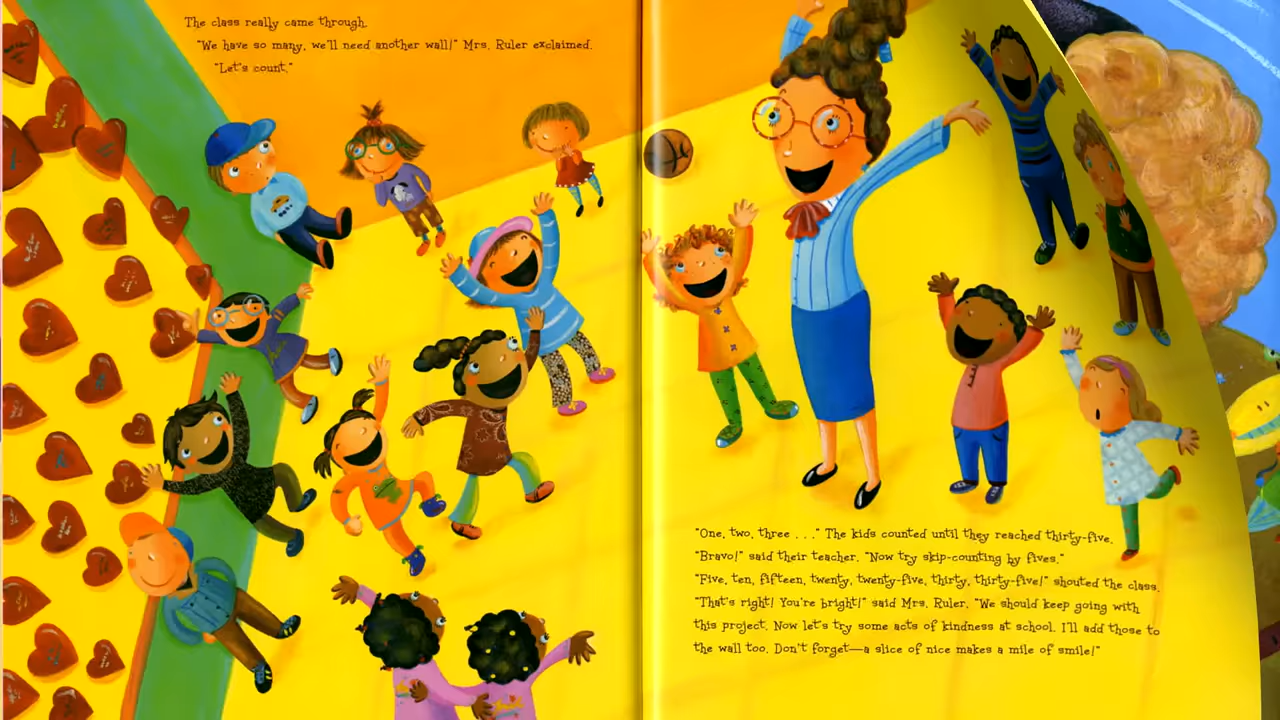 The class really came through.
"We have so many, we'll need another wall!" Mrs. Ruler exclaimed.
"Let's count."
"One, two, three . . ." The kids counted until they reached thirty-five.
"Bravo!" said their teacher. "Now try skip-counting by fives."
"Five, ten, fifteen, twenty, twenty-five, thirty, thirty-five!" shouted the class.
"That's right! You're bright!" said Mrs. Ruler. "We should keep going with
this project. Now let's try some acts of kindness at school. I'll add those to
the wall too. Don't forget—a slice of nice makes a mile of smile!"